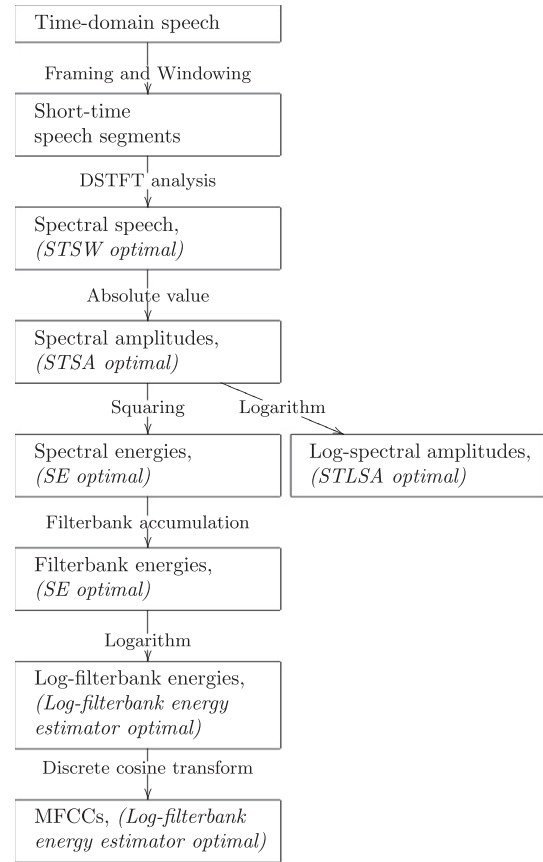 Time-domain speech
Framing and Windowing
Short-time
speech segments
DSTFT analysis
Spectral speech,
(STSW optimal)
Absolute value
Spectral amplitudes,
(STSA optimal)
Squaring
Logarithm
Spectral energies,
(SE optimal)
Log-spectral amplitudes,
(STLSA optimal)
Filterbank accumulation
Filterbank energies,
(SE optimal)
Logarithm
Log-filterbank energies,
(Log-filterbank energy
estimator optimal)
Discrete cosine transform
MFCCs, (Log-filterbank
energy estimator optimal)